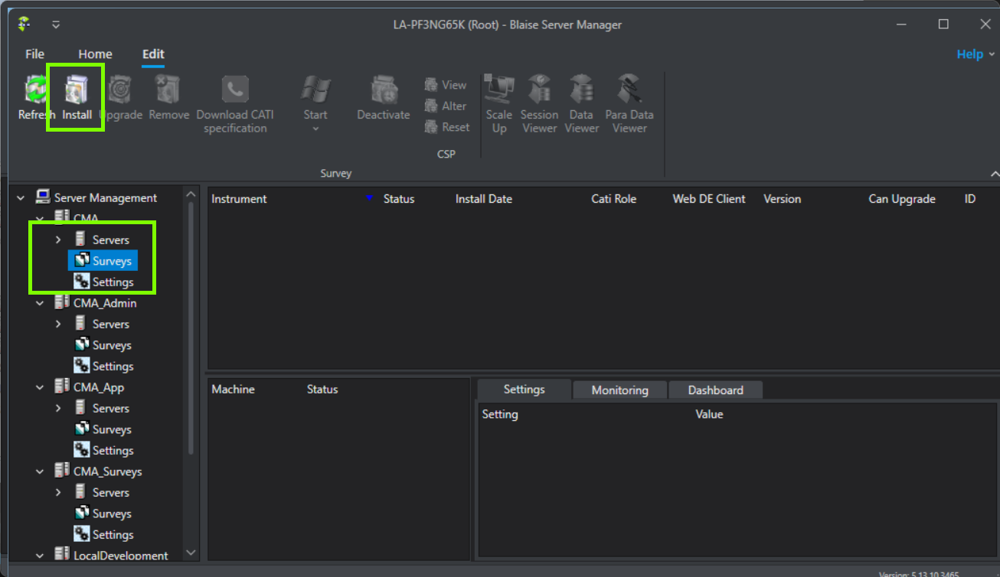 LA-PF3NG65K (Root) - Blaise Server Manager
File Home Edit Help
Refresh Install Upgrade Remove Download CATI specification Start Deactivate
View
Alter
Reset
CSP
Scale Up Session Viewer Data Viewer Para Data Viewer
Survey
Server Management
CMA
Servers
Surveys
Settings
CMA_Admin
Servers
Surveys
Settings
CMA_App
Servers
Surveys
Settings
CMA_Surveys
Servers
Surveys
Settings
LocalDevelopment
Instrument Status Install Date Cati Role Web DE Client Version Can Upgrade ID
Machine Status
Settings Monitoring Dashboard
Setting Value
Version: 5.13.10.3465